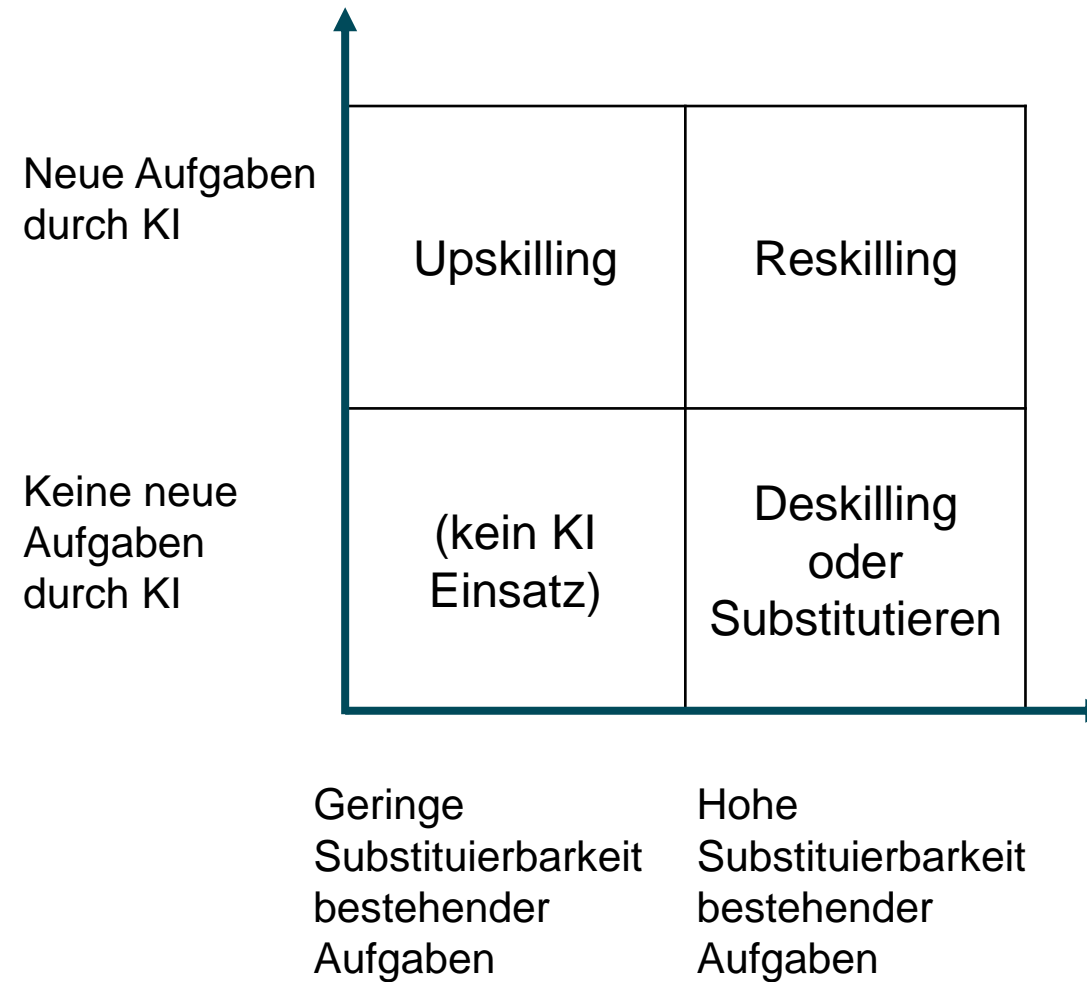 Neue Aufgaben
durch KI
Upskilling
Reskilling
Keine neue
Aufgaben
durch KI
(kein KI
Einsatz)
Deskilling
oder
Substitutieren
Geringe
Substituierbarkeit
bestehender
Aufgaben
Hohe
Substituierbarkeit
bestehender
Aufgaben